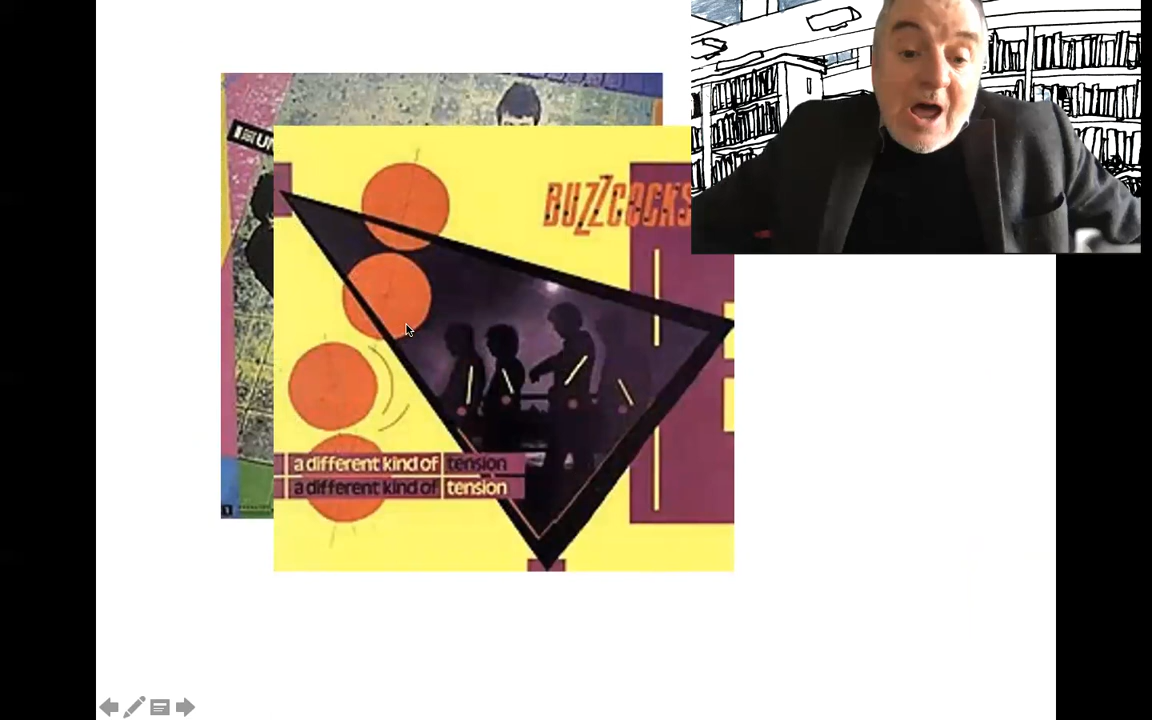 BUZZCOCKS
a different kind of tension
a different kind of tension